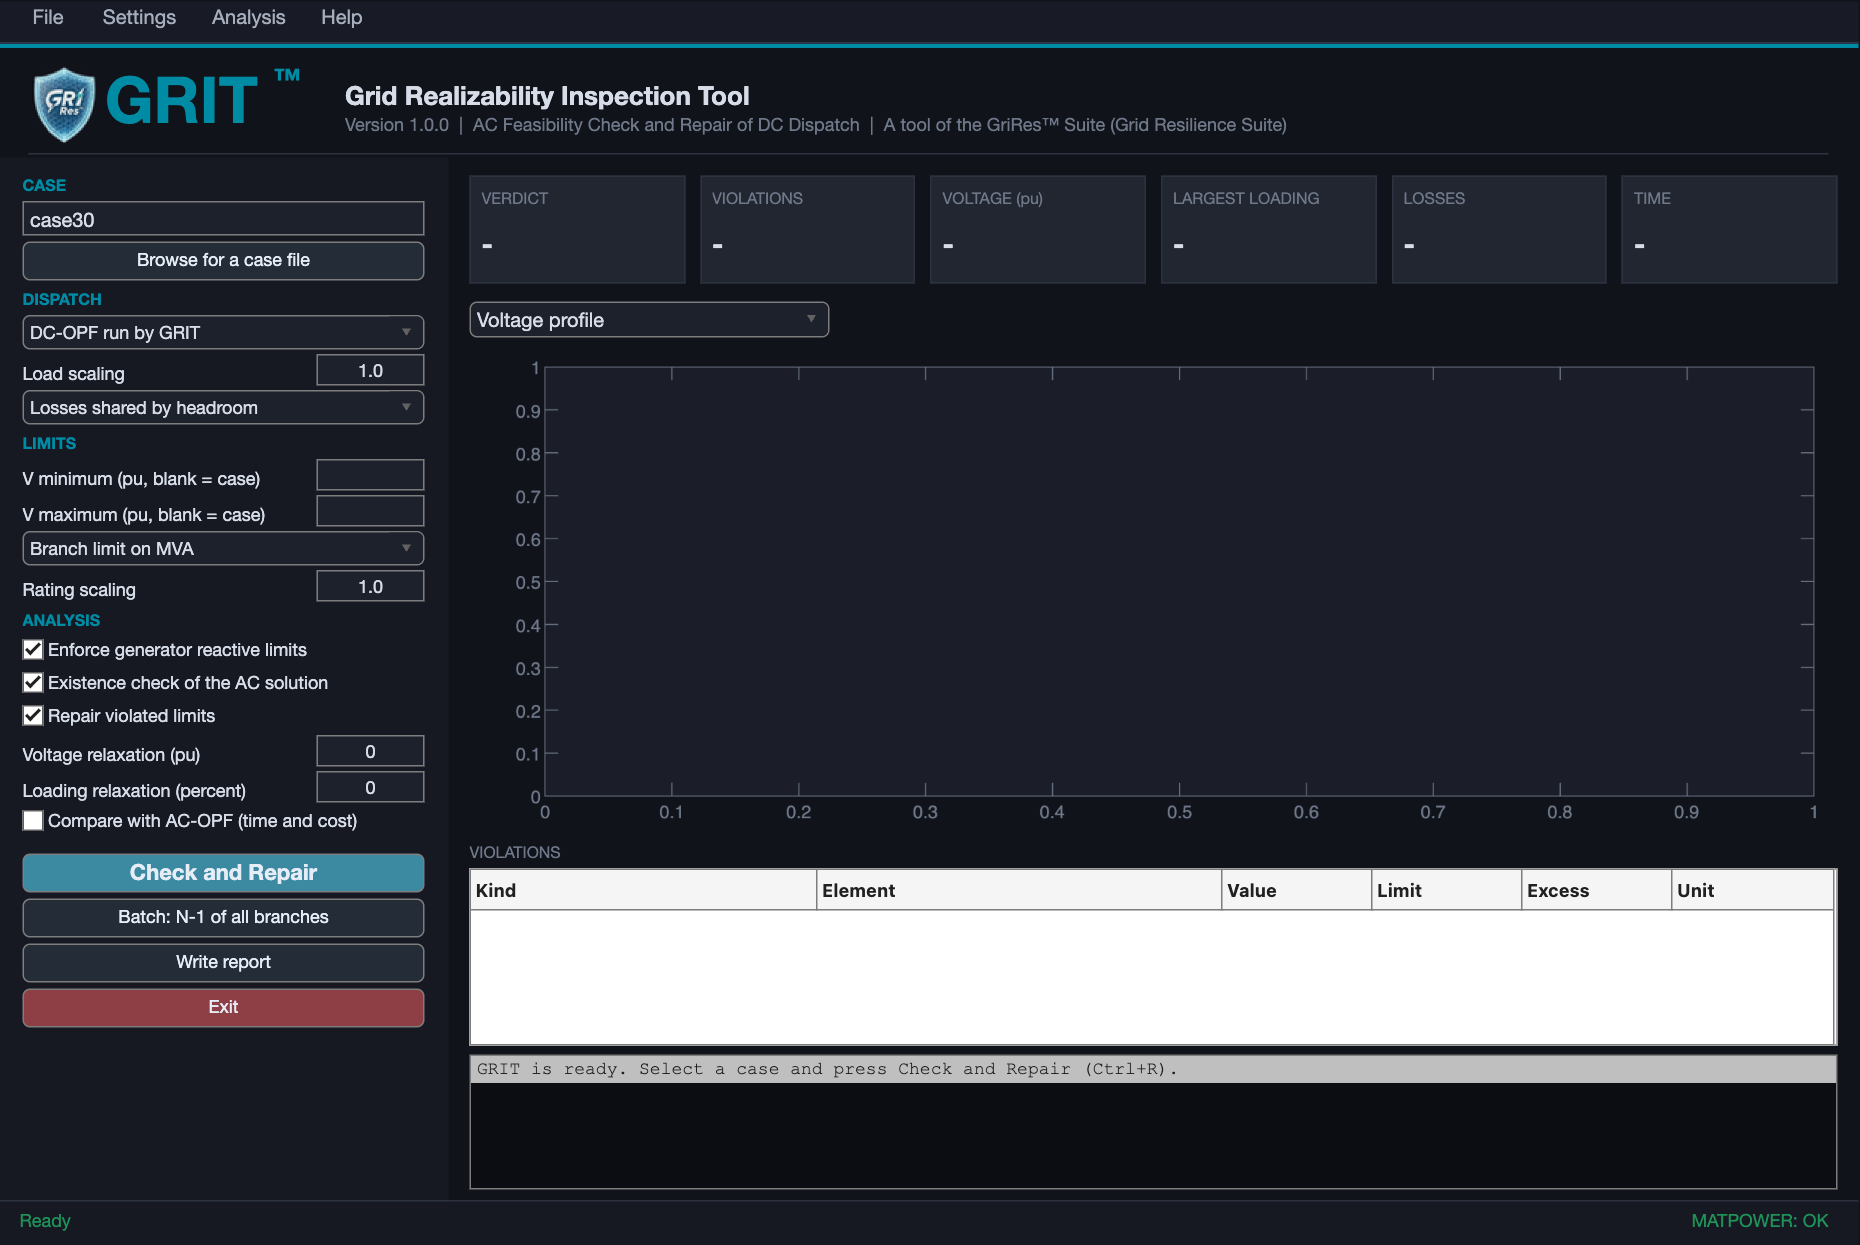 File Settings Analysis Help
GRi
Res
GRIT ™
Grid Realizability Inspection Tool
Version 1.0.0 | AC Feasibility Check and Repair of DC Dispatch | A tool of the GriRes™ Suite (Grid Resilience Suite)
CASE
case30
Browse for a case file
DISPATCH
DC-OPF run by GRIT
Load scaling 1.0
Losses shared by headroom
LIMITS
V minimum (pu, blank = case)
V maximum (pu, blank = case)
Branch limit on MVA
Rating scaling 1.0
ANALYSIS
Enforce generator reactive limits
Existence check of the AC solution
Repair violated limits
Voltage relaxation (pu) 0
Loading relaxation (percent) 0
Compare with AC-OPF (time and cost)
Check and Repair
Batch: N-1 of all branches
Write report
Exit
VERDICT VIOLATIONS VOLTAGE (pu) LARGEST LOADING LOSSES TIME
- - - - - -
Voltage profile
1
0.9
0.8
0.7
0.6
0.5
0.4
0.3
0.2
0.1
0
0 0.1 0.2 0.3 0.4 0.5 0.6 0.7 0.8 0.9 1
VIOLATIONS
Kind Element Value Limit Excess Unit
GRIT is ready. Select a case and press Check and Repair (Ctrl+R).
Ready MATPOWER: OK